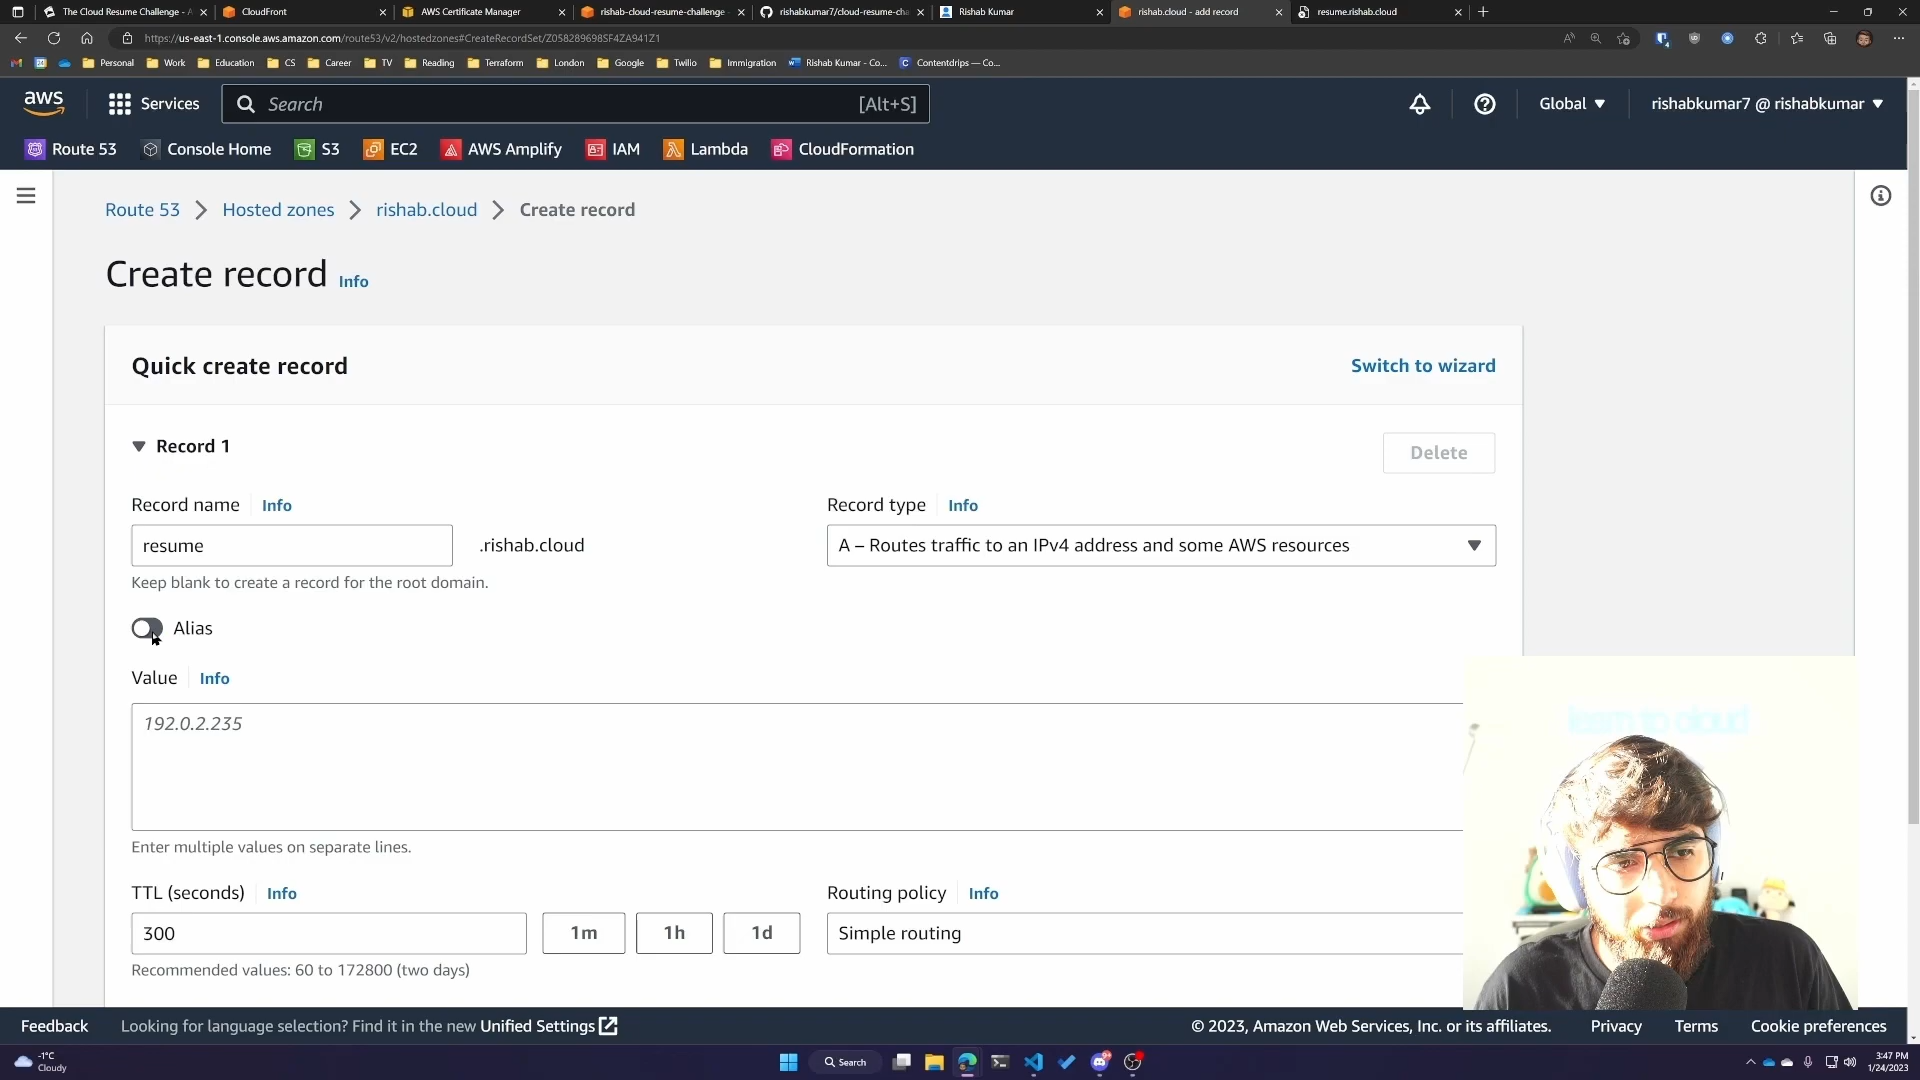 The Cloud Resume Challenge - A
CloudFront
AWS Certificate Manager
rishab-cloud-resume-challenge
rishabkumar7/cloud-resume-cha
Rishab Kumar
rishab.cloud - add record
resume.rishab.cloud
https://us-east-1.console.aws.amazon.com/route53/v2/hostedzones#CreateRecordSet/Z058289698SF4ZA941Z1
Personal
Work
Education
CS
Career
TV
Reading
Terraform
London
Google
Twilio
Immigration
Rishab Kumar - Co...
Contentdrips — Co...
aws
Services
Search
[Alt+S]
Global
rishabkumar7 @ rishabkumar
Route 53
Console Home
S3
EC2
AWS Amplify
IAM
Lambda
CloudFormation
Route 53
Hosted zones
rishab.cloud
Create record
Create record Info
Quick create record
Switch to wizard
Record 1
Delete
Record name Info
resume
.rishab.cloud
Keep blank to create a record for the root domain.
Record type Info
A – Routes traffic to an IPv4 address and some AWS resources
Alias
Value Info
192.0.2.235
Enter multiple values on separate lines.
TTL (seconds) Info
300
1m
1h
1d
Recommended values: 60 to 172800 (two days)
Routing policy Info
Simple routing
learn to cloud
Feedback
Looking for language selection? Find it in the new Unified Settings
© 2023, Amazon Web Services, Inc. or its affiliates.
Privacy
Terms
Cookie preferences
-1°C
Cloudy
Search
3:47 PM
1/24/2023